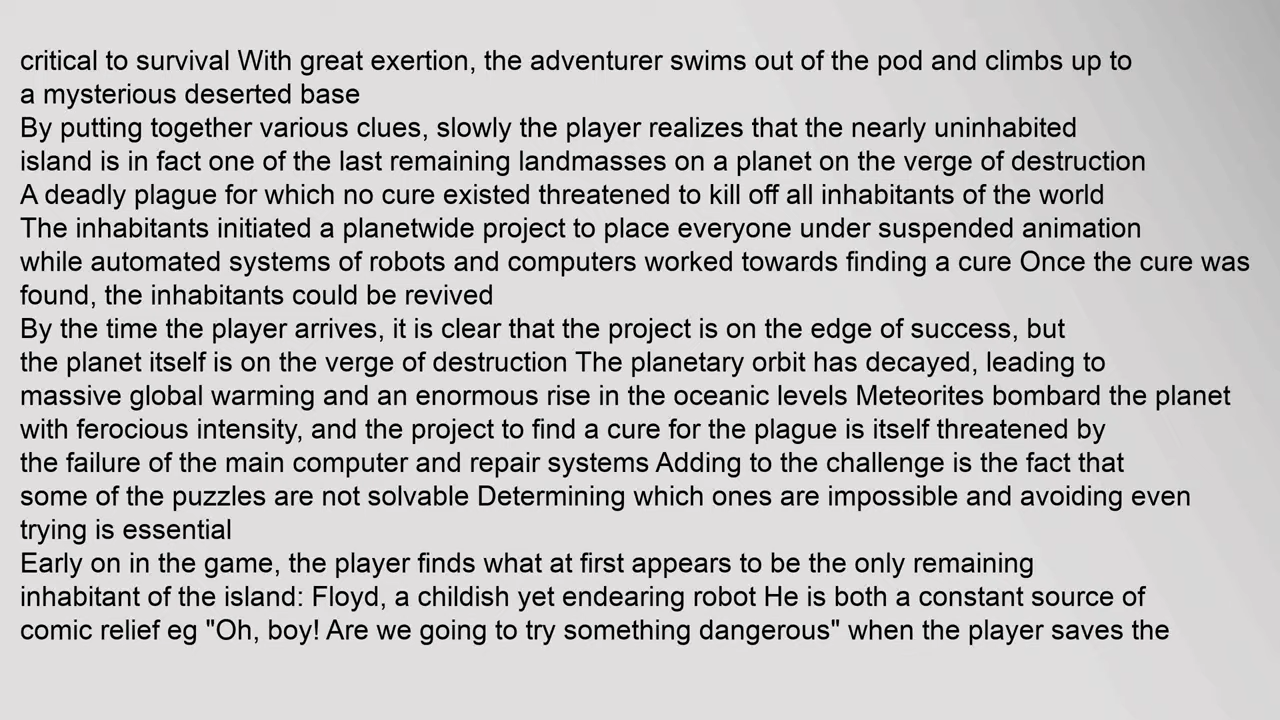 critical to survival With great exertion, the adventurer swims out of the pod and climbs up to
a mysterious deserted base
By putting together various clues, slowly the player realizes that the nearly uninhabited
island is in fact one of the last remaining landmasses on a planet on the verge of destruction
A deadly plague for which no cure existed threatened to kill off all inhabitants of the world
The inhabitants initiated a planetwide project to place everyone under suspended animation
while automated systems of robots and computers worked towards finding a cure Once the cure was
found, the inhabitants could be revived
By the time the player arrives, it is clear that the project is on the edge of success, but
the planet itself is on the verge of destruction The planetary orbit has decayed, leading to
massive global warming and an enormous rise in the oceanic levels Meteorites bombard the planet
with ferocious intensity, and the project to find a cure for the plague is itself threatened by
the failure of the main computer and repair systems Adding to the challenge is the fact that
some of the puzzles are not solvable Determining which ones are impossible and avoiding even
trying is essential
Early on in the game, the player finds what at first appears to be the only remaining
inhabitant of the island: Floyd, a childish yet endearing robot He is both a constant source of
comic relief eg "Oh, boy! Are we going to try something dangerous" when the player saves the